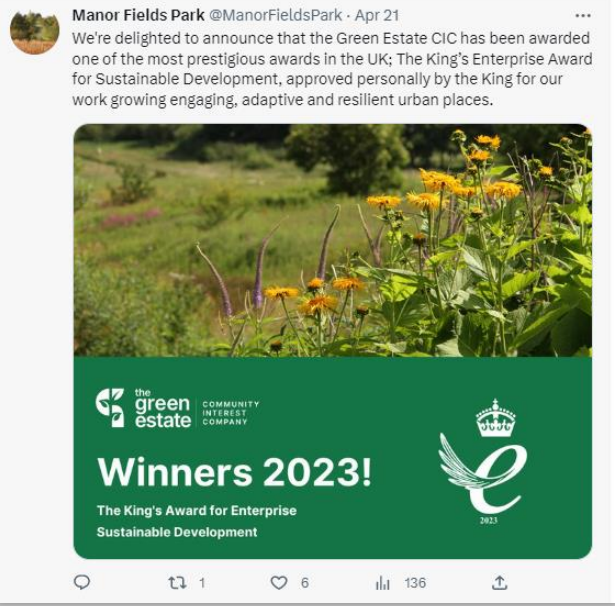 Manor Fields Park @ManorFieldsPark · Apr 21
We're delighted to announce that the Green Estate CIC has been awarded
one of the most prestigious awards in the UK; The King's Enterprise Award
for Sustainable Development, approved personally by the King for our
work growing engaging, adaptive and resilient urban places.
the
green
estate
COMMUNITY
INTEREST
COMPANY
Winners 2023!
The King's Award for Enterprise
Sustainable Development
e
2023
1 6 136